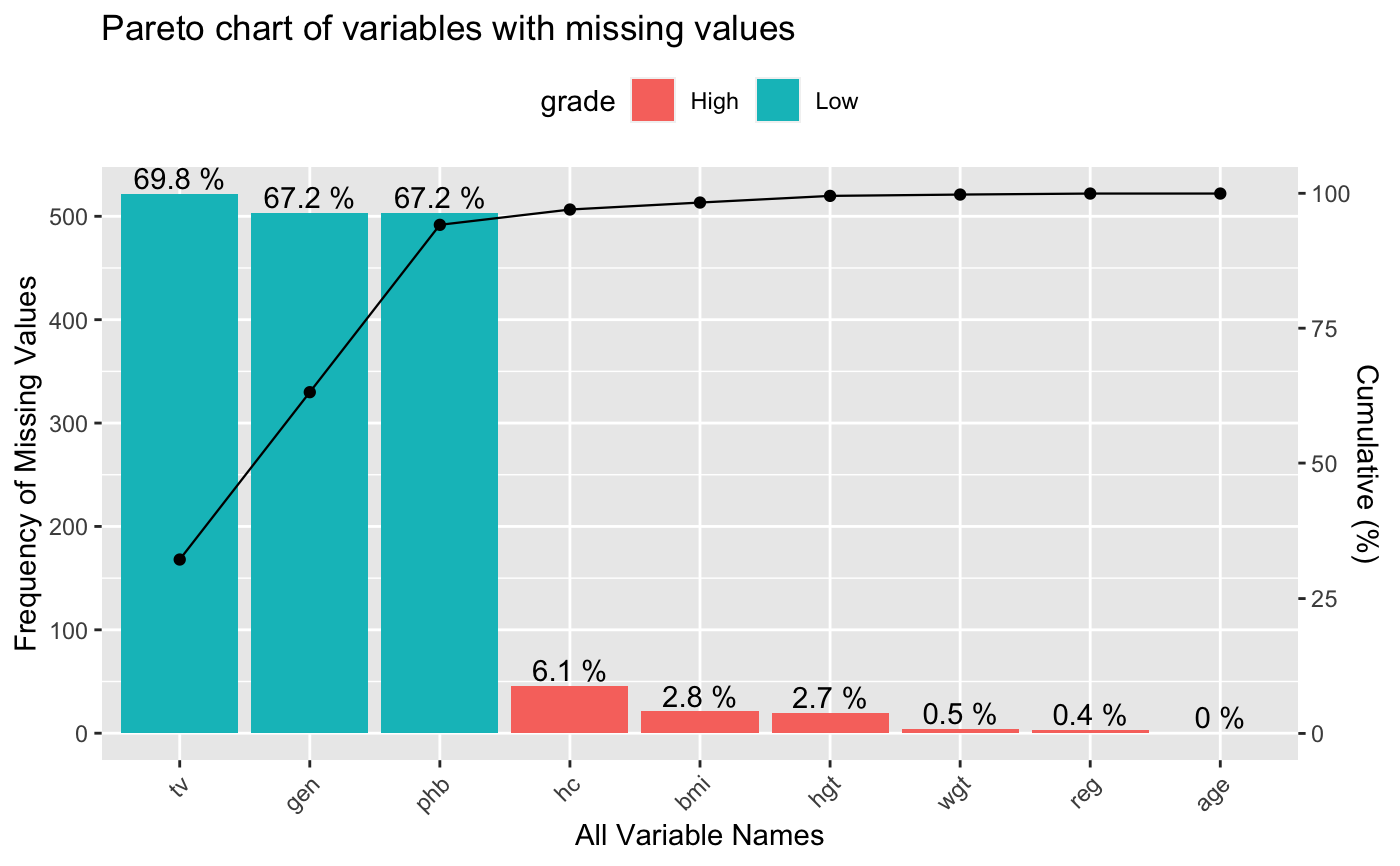 Pareto chart of variables with missing values
grade High Low
69.8 % 67.2 % 67.2 % 6.1 % 2.8 % 2.7 % 0.5 % 0.4 % 0 %
Frequency of Missing Values
500
400
300
200
100
0
100
75
50
25
0
Cumulative (%)
tv gen phb hc bmi hgt wgt reg age
All Variable Names